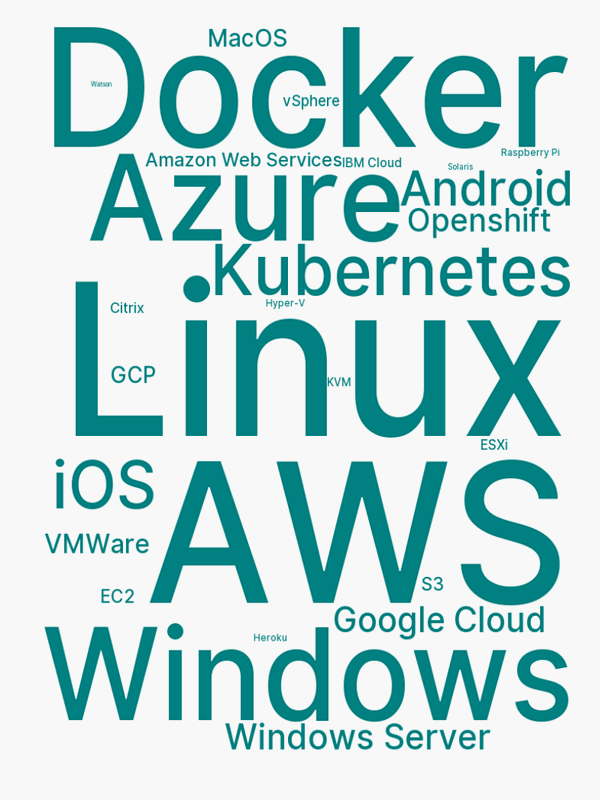 MacOS
Docker
Watson
vSphere
Raspberry Pi
Amazon Web Services
IBM Cloud
Solaris
Azure
Android
Openshift
Kubernetes
Hyper-V
Linux
Citrix
GCP
KVM
ESXi
iOS
AWS
VMWare
S3
EC2
Google Cloud
Heroku
Windows
Windows Server